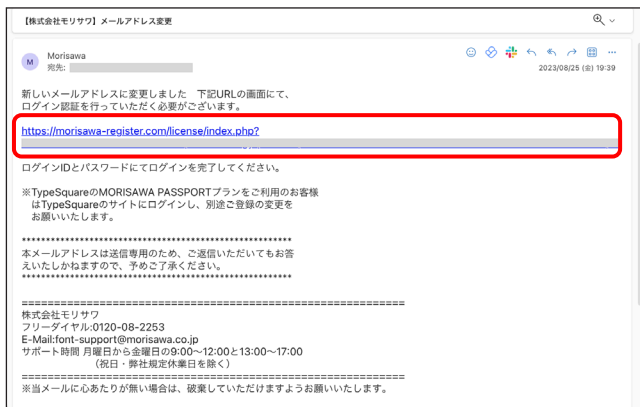 【株式会社モリサワ】メールアドレス変更
M
Morisawa
宛先:
2023/08/25 (金) 19:39
新しいメールアドレスに変更しました　下記URLの画面にて、
ログイン認証を行っていただく必要がございます。
https://morisawa-register.com/license/index.php?
ログインIDとパスワードにてログインを完了してください。
※TypeSquareのMORISAWA PASSPORTプランをご利用のお客様
はTypeSquareのサイトにログインし、別途ご登録の変更を
お願いいたします。
************************************************************
本メールアドレスは送信専用のため、ご返信いただいてもお答
えいたしかねますので、予めご了承ください。
************************************************************
============================================================
株式会社モリサワ
フリーダイヤル:0120-08-2253
E-Mail:font-support@morisawa.co.jp
サポート時間 月曜日から金曜日の9:00～12:00と13:00～17:00
（祝日・弊社規定休業日を除く）
============================================================
※当メールに心あたりが無い場合は、破棄していただけますようお願いいたします。